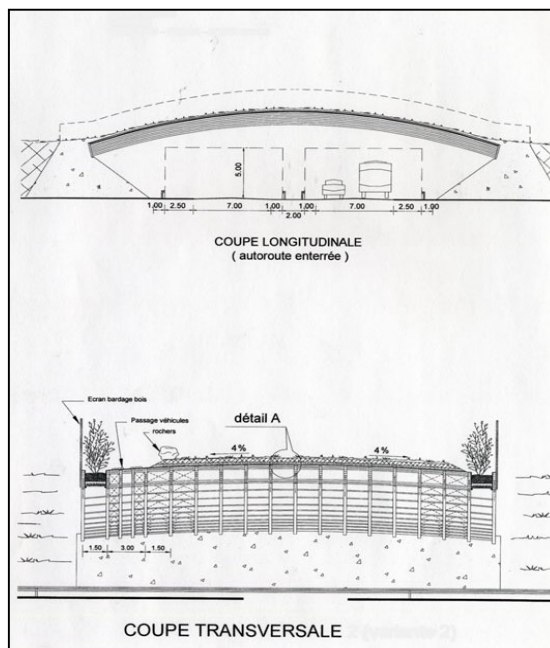 5.00
1.00 2.50 7.00 1.00 1.00 7.00 2.50 1.00
2.00
COUPE LONGITUDINALE
( autoroute enterrée )
Ecran bardage bois
Passage véhicules
rochers
détail A
4 % 4 %
1.50 3.00 1.50
COUPE TRANSVERSALE